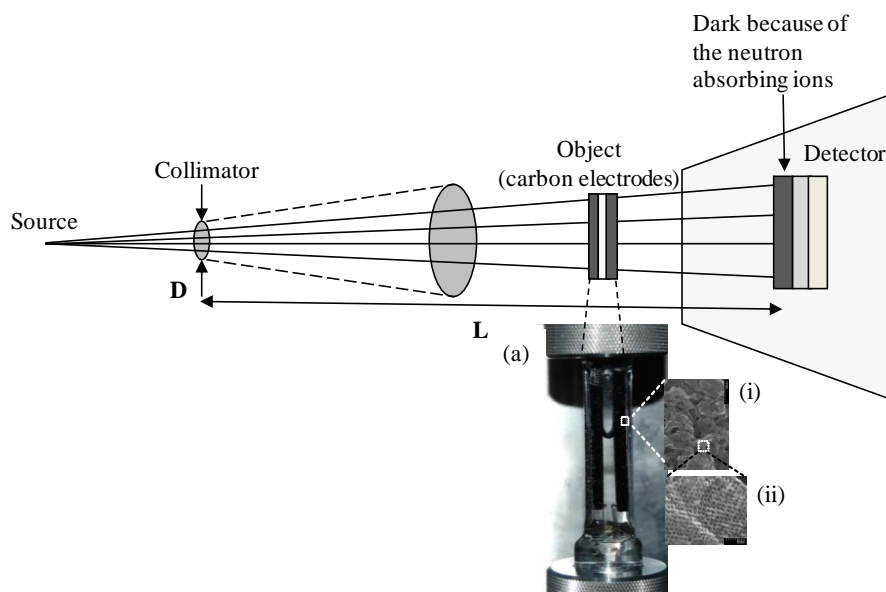 Dark because of
the neutron
absorbing ions
Object
(carbon electrodes)
Detector
Collimator
Source
D
L
(a)
(i)
(ii)